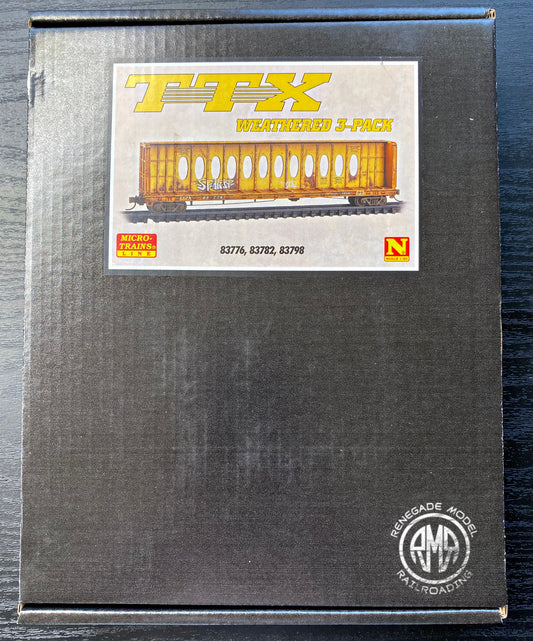 TTX
WEATHERED 3-PACK
83776, 83782, 83798
MICRO-
TRAINS®
LINE
N
RENEGADE MODEL
RMR
RAILROADING